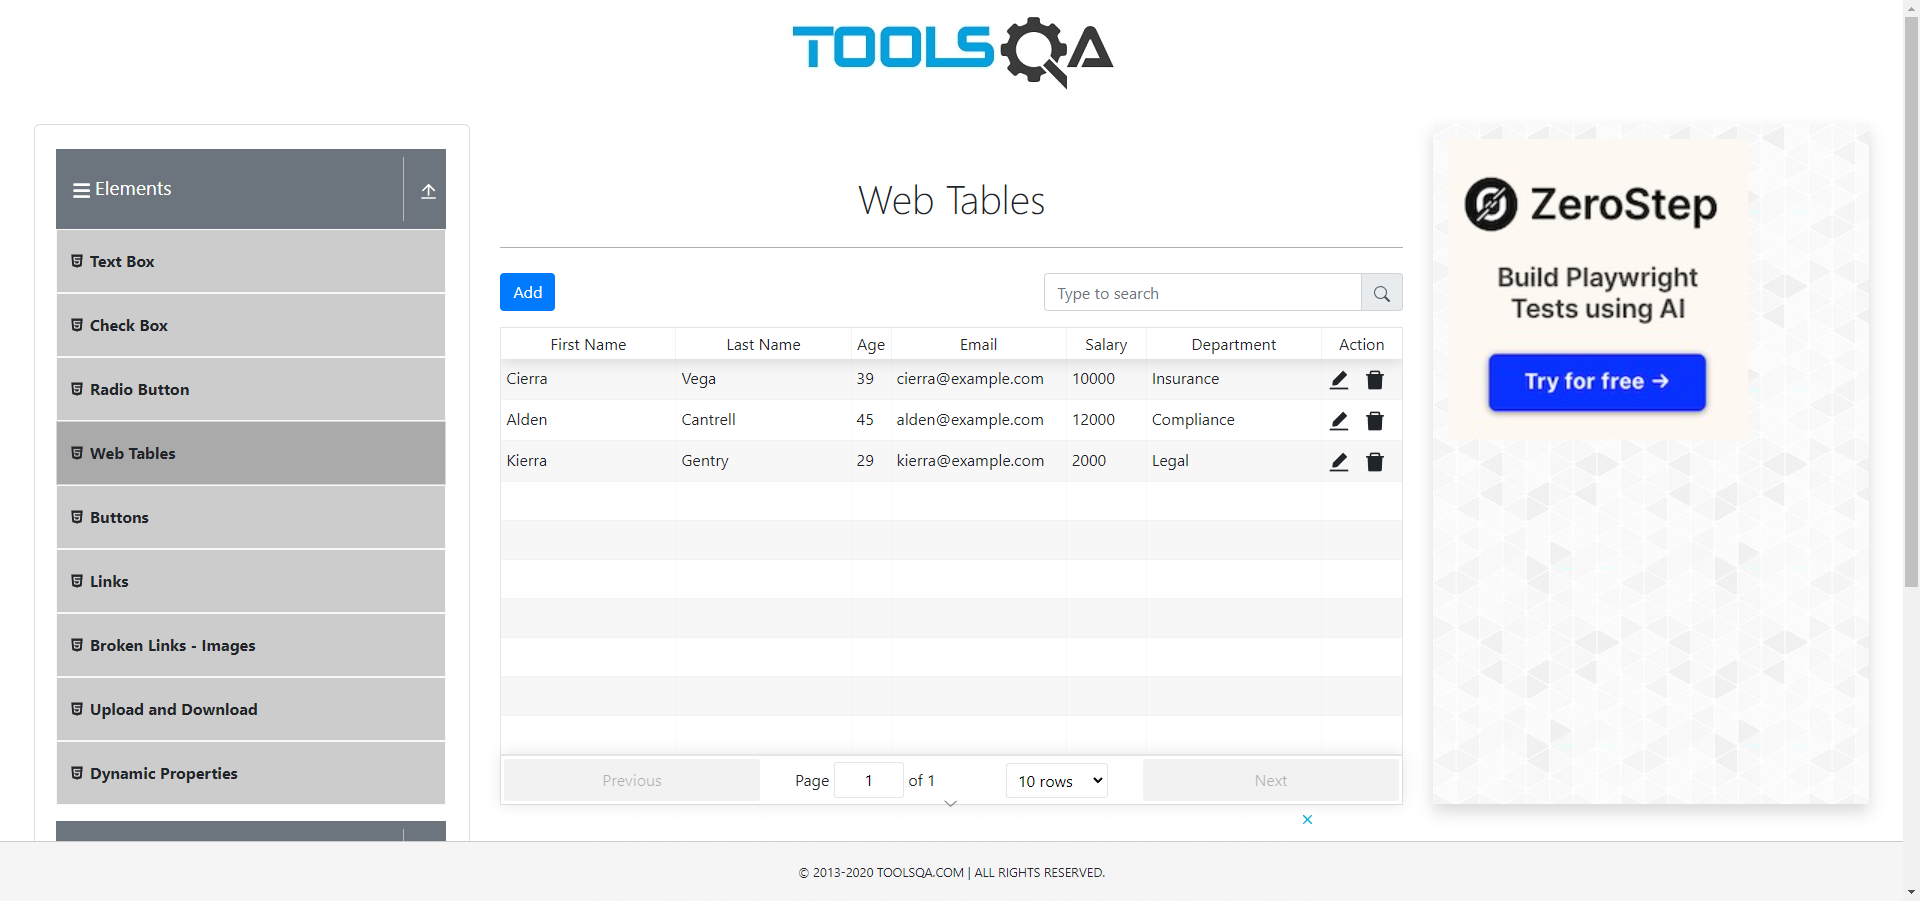 TOOLSQA
Elements
Text Box
Check Box
Radio Button
Web Tables
Buttons
Links
Broken Links - Images
Upload and Download
Dynamic Properties
Web Tables
Add
Type to search
First Name Last Name Age Email Salary Department Action
Cierra Vega 39 cierra@example.com 10000 Insurance
Alden Cantrell 45 alden@example.com 12000 Compliance
Kierra Gentry 29 kierra@example.com 2000 Legal
Previous Page 1 of 1 10 rows Next
ZeroStep
Build Playwright
Tests using AI
Try for free →
© 2013-2020 TOOLSQA.COM | ALL RIGHTS RESERVED.